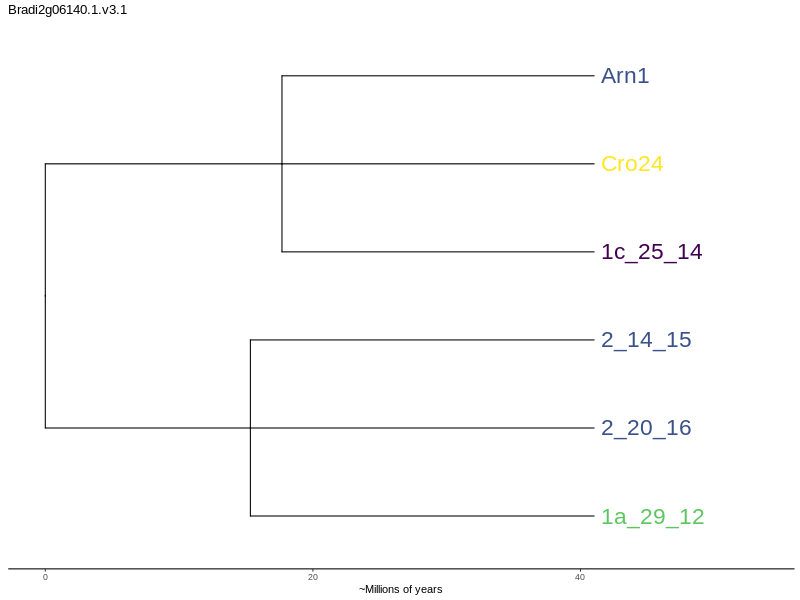 Bradi2g06140.1.v3.1
Arn1
Cro24
1c_25_14
2_14_15
2_20_16
1a_29_12
0 20 40
~Millions of years